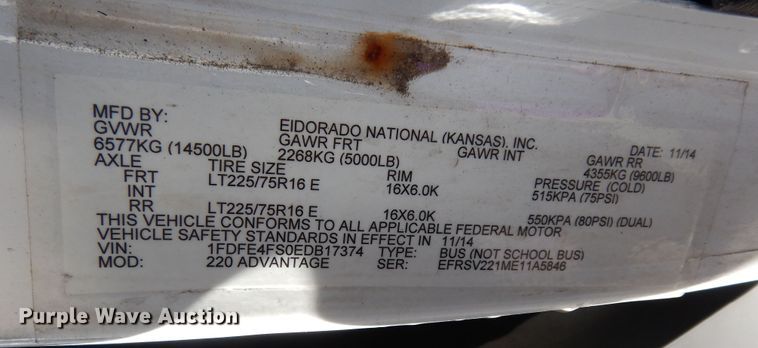 MFD BY: EIDORADO NATIONAL (KANSAS), INC. DATE: 11/14
GVWR GAWR FRT GAWR INT GAWR RR
6577KG (14500LB) 2268KG (5000LB) 4355KG (9600LB)
AXLE TIRE SIZE RIM PRESSURE (COLD)
FRT LT225/75R16 E 16X6.0K 515KPA (75PSI)
INT
RR LT225/75R16 E 16X6.0K 550KPA (80PSI) (DUAL)
THIS VEHICLE CONFORMS TO ALL APPLICABLE FEDERAL MOTOR
VEHICLE SAFETY STANDARDS IN EFFECT IN 11/14
VIN: 1FDFE4FS0EDB17374 TYPE: BUS (NOT SCHOOL BUS)
MOD: 220 ADVANTAGE SER: EFRSV221ME11A5846
Purple Wave Auction